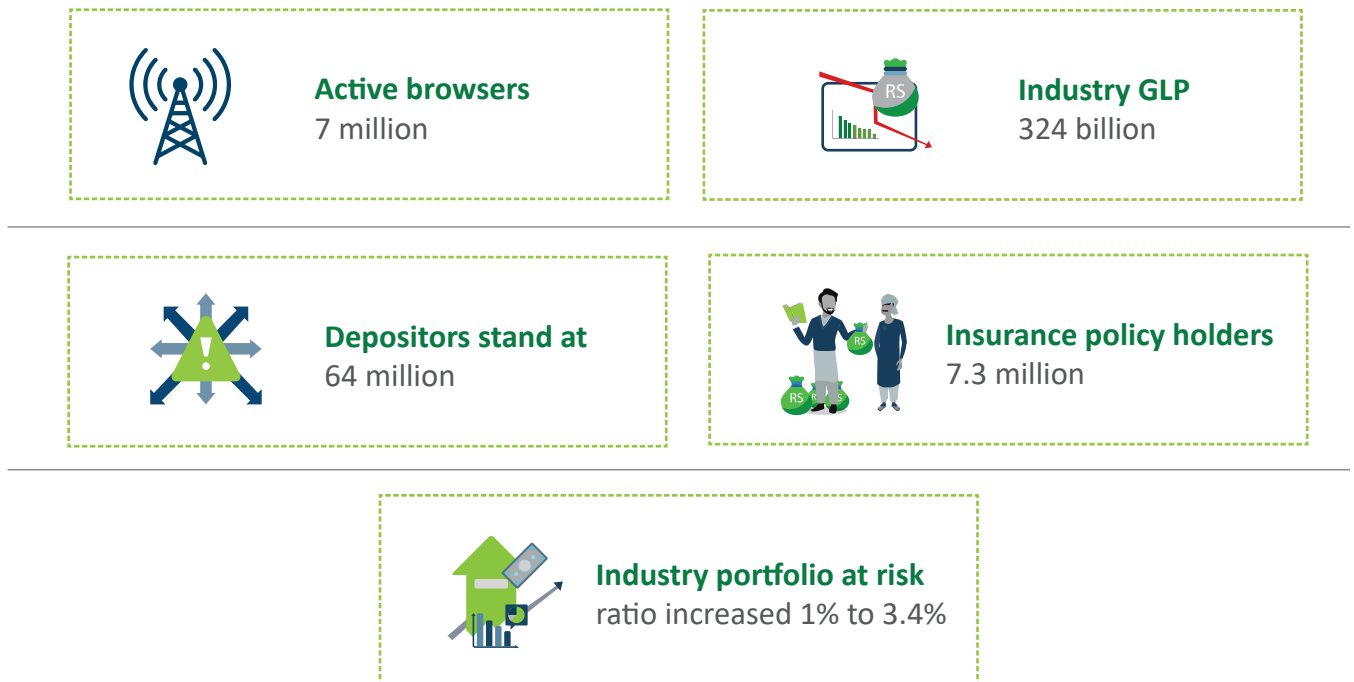 Active browsers
7 million
RS
Industry GLP
324 billion
Depositors stand at
64 million
RS
RS
RS
Insurance policy holders
7.3 million
Industry portfolio at risk
ratio increased 1% to 3.4%